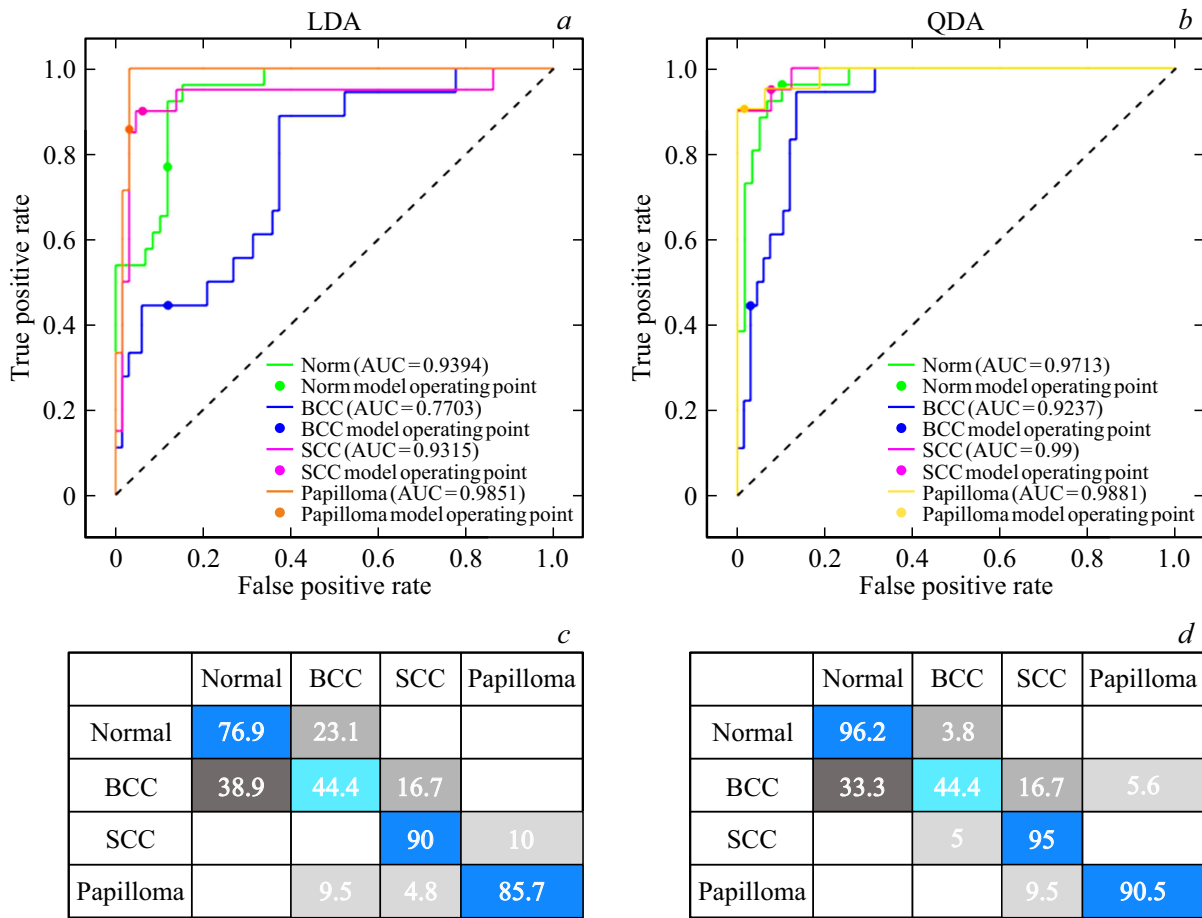 LDA
a
1.0
0.8
0.6
0.4
0.2
0
True positive rate
Norm (AUC = 0.9394)
Norm model operating point
BCC (AUC = 0.7703)
BCC model operating point
SCC (AUC = 0.9315)
SCC model operating point
Papilloma (AUC = 0.9851)
Papilloma model operating point
0 0.2 0.4 0.6 0.8 1.0
False positive rate
QDA
b
1.0
0.8
0.6
0.4
0.2
0
True positive rate
Norm (AUC = 0.9713)
Norm model operating point
BCC (AUC = 0.9237)
BCC model operating point
SCC (AUC = 0.99)
SCC model operating point
Papilloma (AUC = 0.9881)
Papilloma model operating point
0 0.2 0.4 0.6 0.8 1.0
False positive rate
c
Normal BCC SCC Papilloma
Normal 76.9 23.1
BCC 38.9 44.4 16.7
SCC 90 10
Papilloma 9.5 4.8 85.7
d
Normal BCC SCC Papilloma
Normal 96.2 3.8
BCC 33.3 44.4 16.7 5.6
SCC 5 95
Papilloma 9.5 90.5